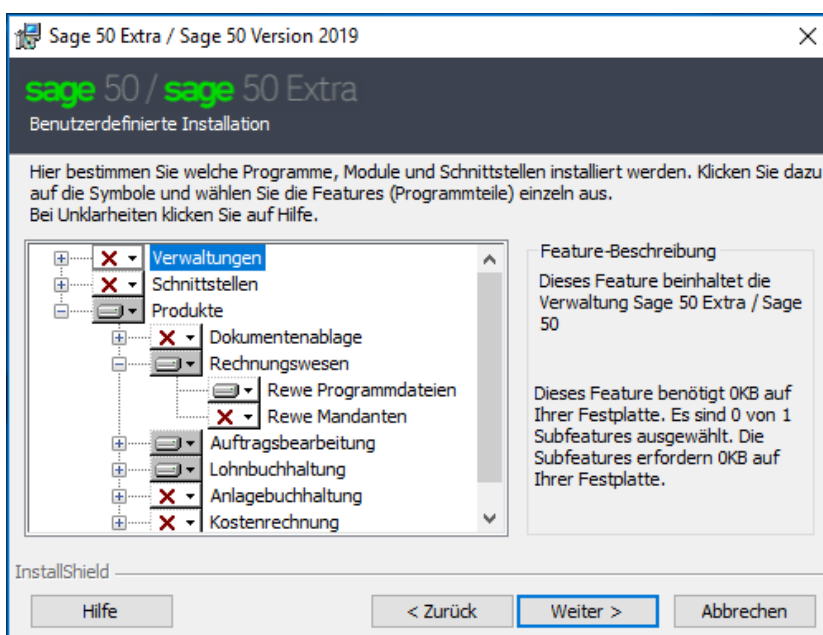 Sage 50 Extra / Sage 50 Version 2019
sage 50 / sage 50 Extra
Benutzerdefinierte Installation
Hier bestimmen Sie welche Programme, Module und Schnittstellen installiert werden. Klicken Sie dazu
auf die Symbole und wählen Sie die Features (Programmteile) einzeln aus.
Bei Unklarheiten klicken Sie auf Hilfe.
Verwaltungen
Schnittstellen
Produkte
Dokumentenablage
Rechnungswesen
Rewe Programmdateien
Rewe Mandanten
Auftragsbearbeitung
Lohnbuchhaltung
Anlagebuchhaltung
Kostenrechnung
Feature-Beschreibung
Dieses Feature beinhaltet die
Verwaltung Sage 50 Extra / Sage
50
Dieses Feature benötigt 0KB auf
Ihrer Festplatte. Es sind 0 von 1
Subfeatures ausgewählt. Die
Subfeatures erfordern 0KB auf
Ihrer Festplatte.
InstallShield
Hilfe
< Zurück
Weiter >
Abbrechen